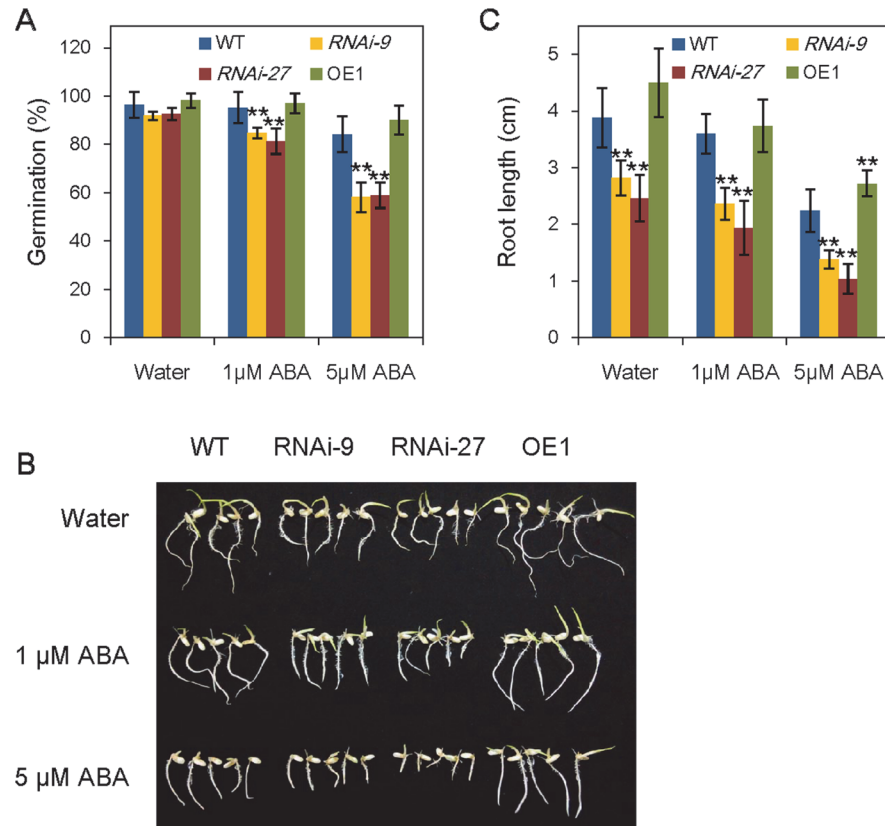 A
WT
RNAi-9
RNAi-27
OE1
Germination (%)
120
100
80
60
40
20
0
** **
** **
Water
1µM ABA
5µM ABA
C
WT
RNAi-9
RNAi-27
OE1
Root length (cm)
5
4
3
2
1
0
** **
** **
** ** **
Water
1µM ABA
5µM ABA
B
WT
RNAi-9
RNAi-27
OE1
Water
1 µM ABA
5 µM ABA